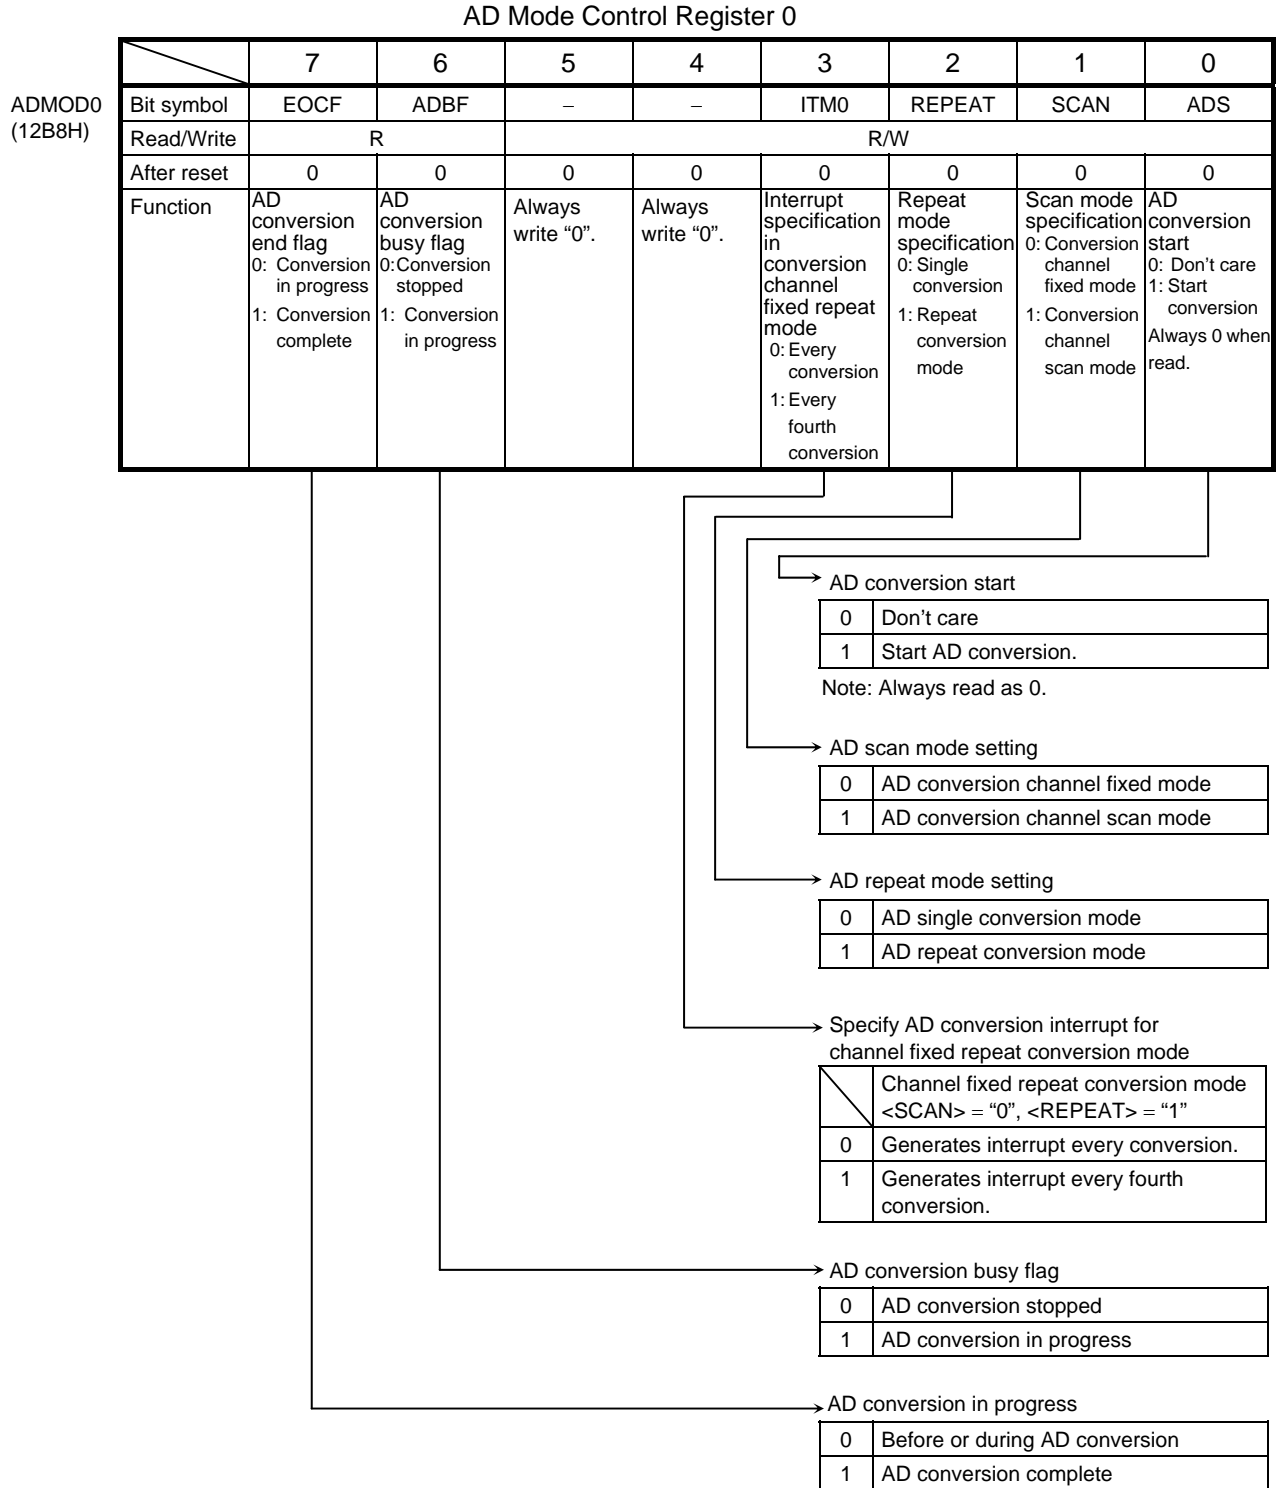 AD Mode Control Register 0
7 6 5 4 3 2 1 0
ADMOD0
(12B8H)
Bit symbol EOCF ADBF − − ITM0 REPEAT SCAN ADS
Read/Write R R/W
After reset 0 0 0 0 0 0 0 0
Function
AD
conversion
end flag
0: Conversion
in progress
1: Conversion
complete
AD
conversion
busy flag
0:Conversion
stopped
1: Conversion
in progress
Always
write “0”.
Always
write “0”.
Interrupt
specification
in
conversion
channel
fixed repeat
mode
0: Every
conversion
1: Every
fourth
conversion
Repeat
mode
specification
0: Single
conversion
1: Repeat
conversion
mode
Scan mode
specification
0: Conversion
channel
fixed mode
1: Conversion
channel
scan mode
AD
conversion
start
0: Don’t care
1: Start
conversion
Always 0 when
read.
AD conversion start
0 Don’t care
1 Start AD conversion.
Note: Always read as 0.
AD scan mode setting
0 AD conversion channel fixed mode
1 AD conversion channel scan mode
AD repeat mode setting
0 AD single conversion mode
1 AD repeat conversion mode
Specify AD conversion interrupt for
channel fixed repeat conversion mode
Channel fixed repeat conversion mode
<SCAN> = “0”, <REPEAT> = “1”
0 Generates interrupt every conversion.
1 Generates interrupt every fourth
conversion.
AD conversion busy flag
0 AD conversion stopped
1 AD conversion in progress
AD conversion in progress
0 Before or during AD conversion
1 AD conversion complete